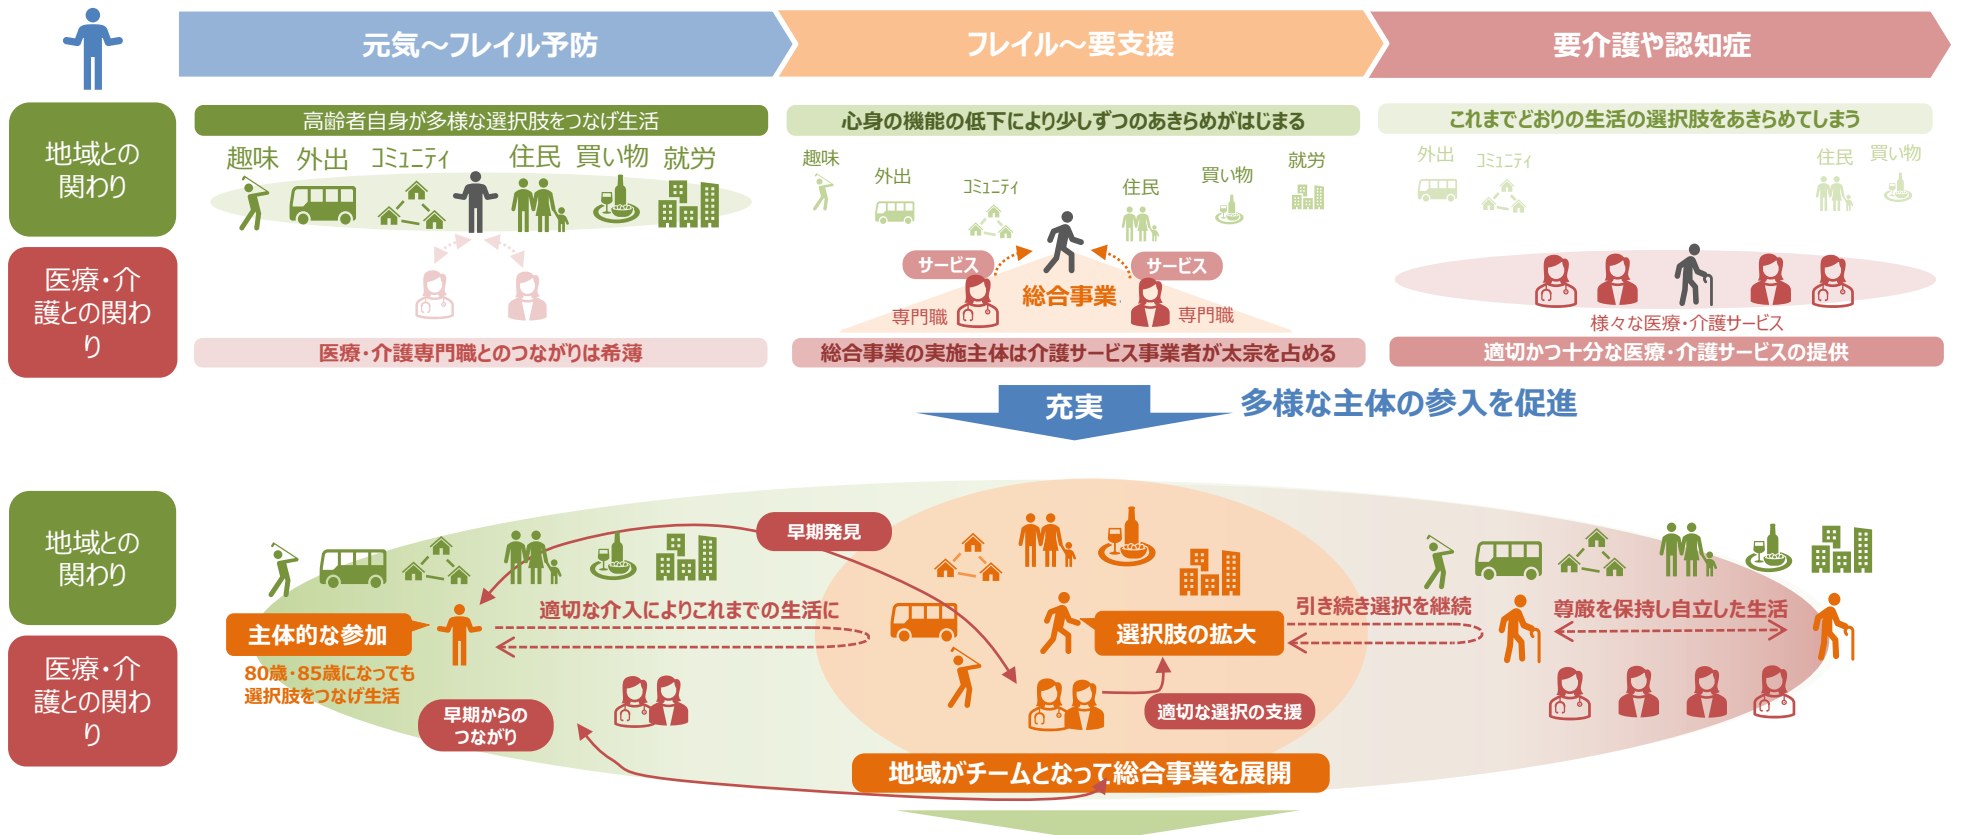 元気～フレイル予防
フレイル～要支援
要介護や認知症
地域との
関わり
高齢者自身が多様な選択肢をつなげ生活
心身の機能の低下により少しずつのあきらめがはじまる
これまでどおりの生活の選択肢をあきらめてしまう
趣味
外出
ｺﾐｭﾆﾃｨ
住民
買い物
就労
趣味
外出
ｺﾐｭﾆﾃｨ
住民
買い物
就労
外出
ｺﾐｭﾆﾃｨ
住民
買い物
医療・介
護との関わ
り
サービス
サービス
総合事業
専門職
専門職
様々な医療・介護サービス
医療・介護専門職とのつながりは希薄
総合事業の実施主体は介護サービス事業者が太宗を占める
適切かつ十分な医療・介護サービスの提供
充実
多様な主体の参入を促進
地域との
関わり
早期発見
適切な介入によりこれまでの生活に
引き続き選択を継続
尊厳を保持し自立した生活
主体的な参加
選択肢の拡大
80歳・85歳になっても
選択肢をつなげ生活
医療・介
護との関わ
り
早期からの
つながり
適切な選択の支援
地域がチームとなって総合事業を展開